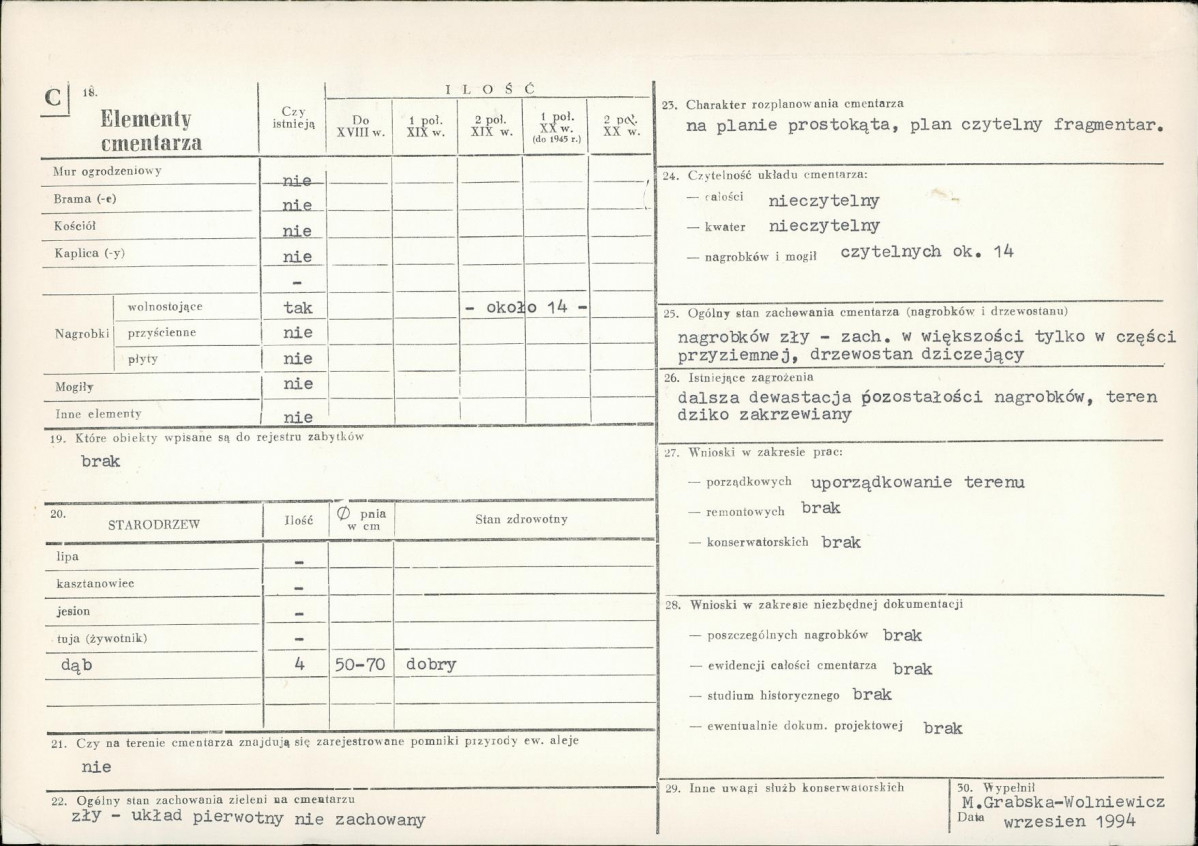 C
18.
Elementy
cmentarza
Czy
istnieją
I L O Ś Ć
Do
XVIII w.
1 poł.
XIX w.
2 poł.
XIX w.
1 poł.
XX w.
(do 1945 r.)
2 poł.
XX w.
Mur ogrodzeniowy nie
Brama (-e) nie
Kościół nie
Kaplica (-y) nie
-
Nagrobki
wolnostojące tak - około 14 -
przyścienne nie
płyty nie
Mogiły nie
Inne elementy nie
19. Które obiekty wpisane są do rejestru zabytków
brak
20.
STARODRZEW
Ilość
Ø pnia
w cm
Stan zdrowotny
lipa -
kasztanowiec -
jesion -
tuja (żywotnik) -
dąb 4 50-70 dobry
21. Czy na terenie cmentarza znajdują się zarejestrowane pomniki przyrody ew. aleje
nie
22. Ogólny stan zachowania zieleni na cmentarzu
zły - układ pierwotny nie zachowany
23. Charakter rozplanowania cmentarza
na planie prostokąta, plan czytelny fragmentar.
24. Czytelność układu cmentarza:
— całości nieczytelny
— kwater nieczytelny
— nagrobków i mogił czytelnych ok. 14
25. Ogólny stan zachowania cmentarza (nagrobków i drzewostanu)
nagrobków zły - zach. w większości tylko w części
przyziemnej, drzewostan dziczejący
26. Istniejące zagrożenia
dalsza dewastacja pozostałości nagrobków, teren
dziko zakrzewiany
27. Wnioski w zakresie prac:
— porządkowych uporządkowanie terenu
— remontowych brak
— konserwatorskich brak
28. Wnioski w zakresie niezbędnej dokumentacji
— poszczególnych nagrobków brak
— ewidencji całości cmentarza brak
— studium historycznego brak
— ewentualnie dokum. projektowej brak
29. Inne uwagi służb konserwatorskich
30. Wypełnił
M.Grabska-Wolniewicz
Data wrzesien 1994